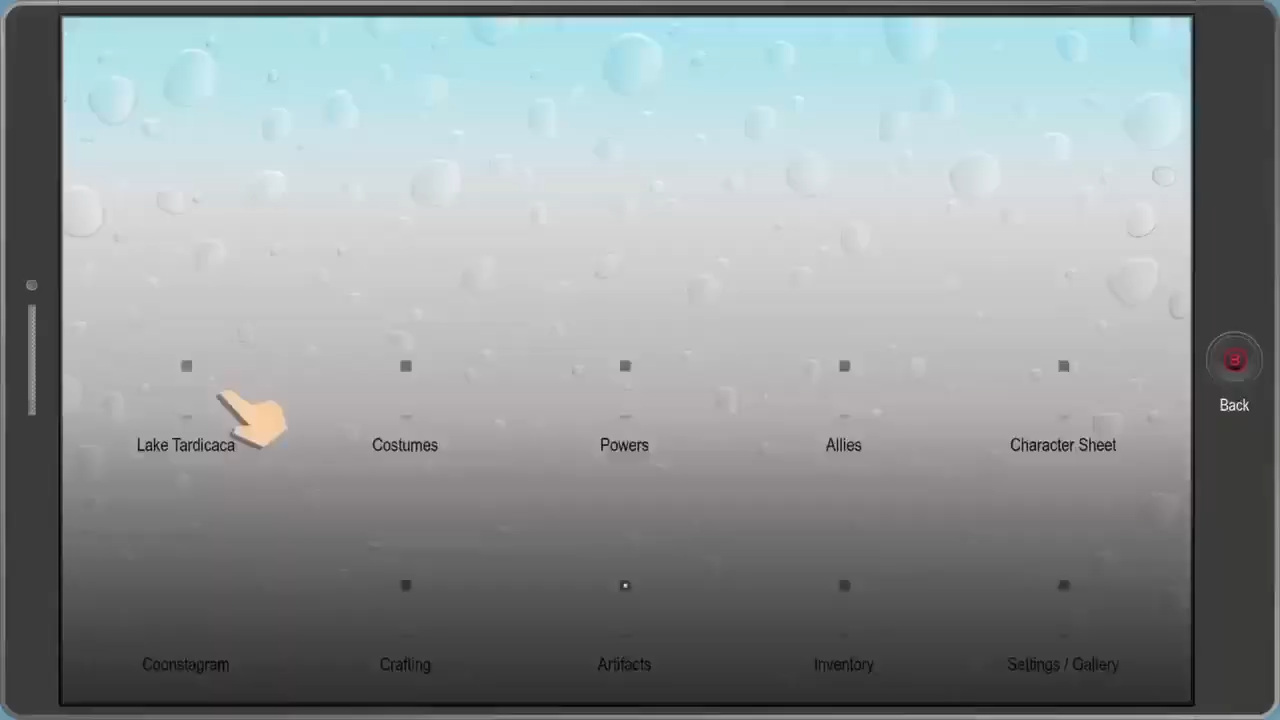 B
Back
Lake Tardicaca
Costumes
Powers
Allies
Character Sheet
Coonstagram
Crafting
Artifacts
Inventory
Settings / Gallery